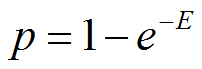 p = 1 − e^{−E}